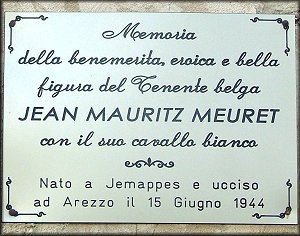 Memoria
della benemerita, eroica e bella
figura del Tenente belga
JEAN MAURITZ MEURET
con il suo cavallo bianco
Nato a Jemappes e ucciso
ad Arezzo il 15 Giugno 1944